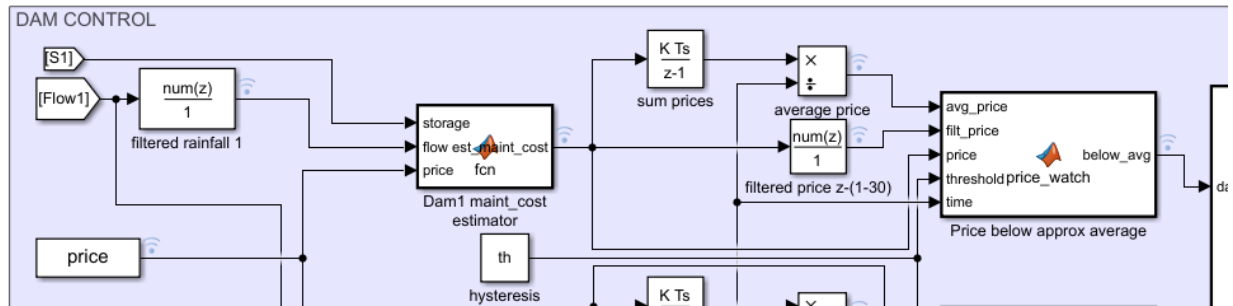 DAM CONTROL
[S1]
[Flow1]
num(z)
1
filtered rainfall 1
storage
flow est_maint_cost
price
fcn
Dam1 maint_cost
estimator
K Ts
z-1
sum prices
×
÷
average price
num(z)
1
filtered price z-(1-30)
avg_price
filt_price
price
threshold
time
price_watch
below_avg
Price below approx average
price
th
hysteresis
K Ts
×